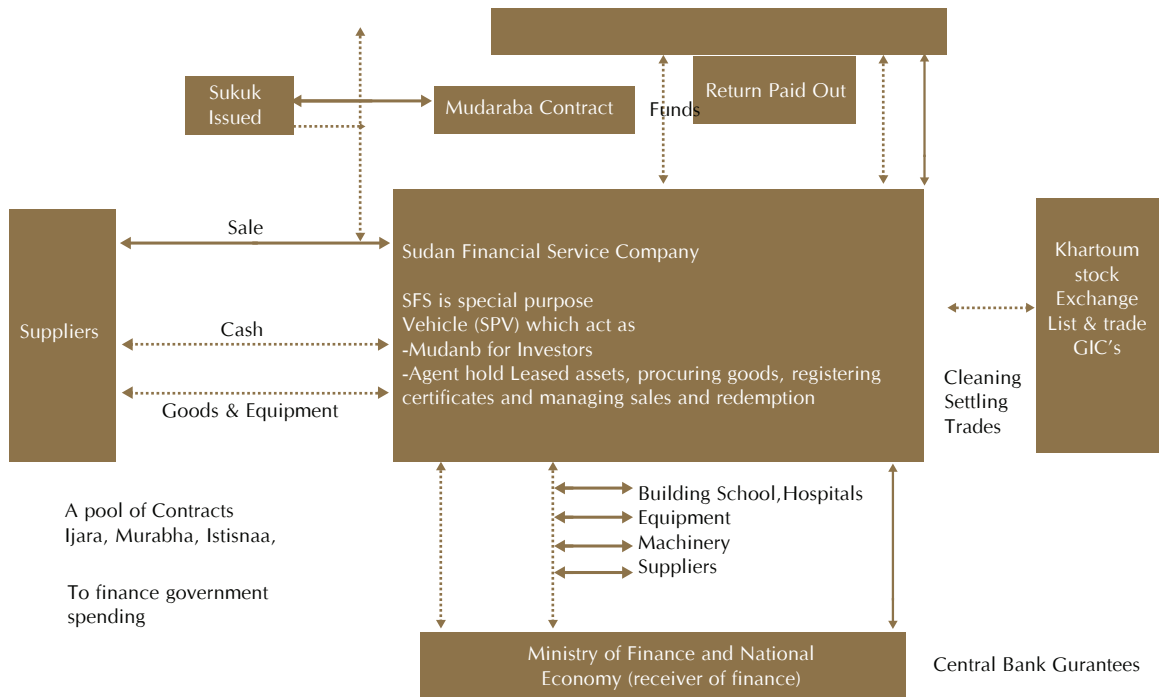 Sukuk
Issued
Mudaraba Contract
Funds
Return Paid Out
Suppliers
Sale
Cash
Goods & Equipment
Sudan Financial Service Company
SFS is special purpose
Vehicle (SPV) which act as
-Mudanb for Investors
-Agent hold Leased assets, procuring goods, registering
certificates and managing sales and redemption
Khartoum
stock
Exchange
List & trade
GIC's
Cleaning
Settling
Trades
A pool of Contracts
Ijara, Murabha, Istisnaa,
To finance government
spending
Building School,Hospitals
Equipment
Machinery
Suppliers
Ministry of Finance and National
Economy (receiver of finance)
Central Bank Gurantees